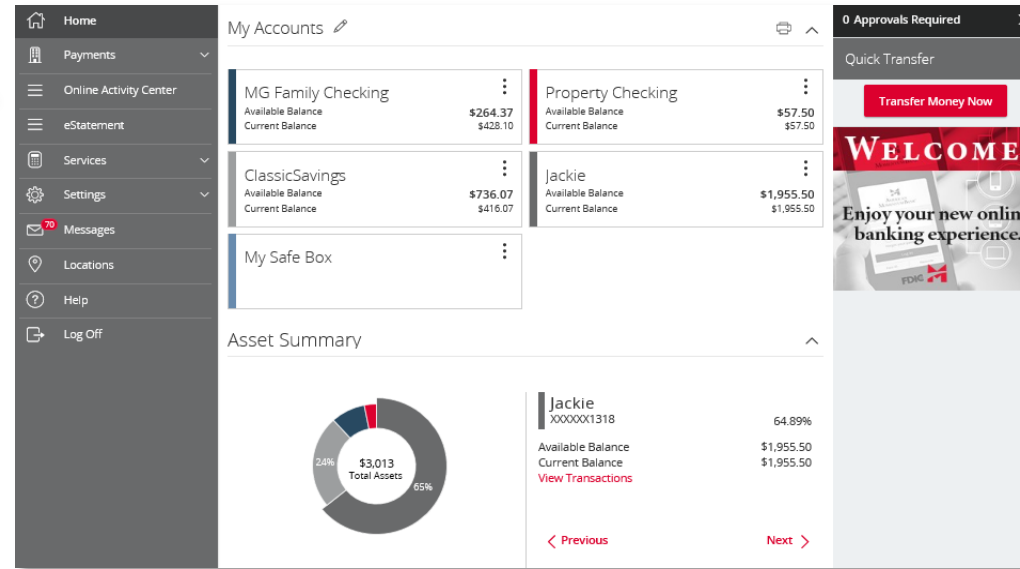 Home
Payments
Online Activity Center
eStatement
Services
Settings
70
Messages
Locations
Help
Log Off
My Accounts
MG Family Checking
Available Balance $264.37
Current Balance $428.10
Property Checking
Available Balance $57.50
Current Balance $57.50
ClassicSavings
Available Balance $736.07
Current Balance $416.07
Jackie
Available Balance $1,955.50
Current Balance $1,955.50
My Safe Box
Asset Summary
24%
$3,013
Total Assets
65%
Jackie
XXXXXX1318 64.89%
Available Balance $1,955.50
Current Balance $1,955.50
View Transactions
Previous Next
0 Approvals Required
Quick Transfer
Transfer Money Now
WELCOME
Enjoy your new onlin
banking experience.
FDIC